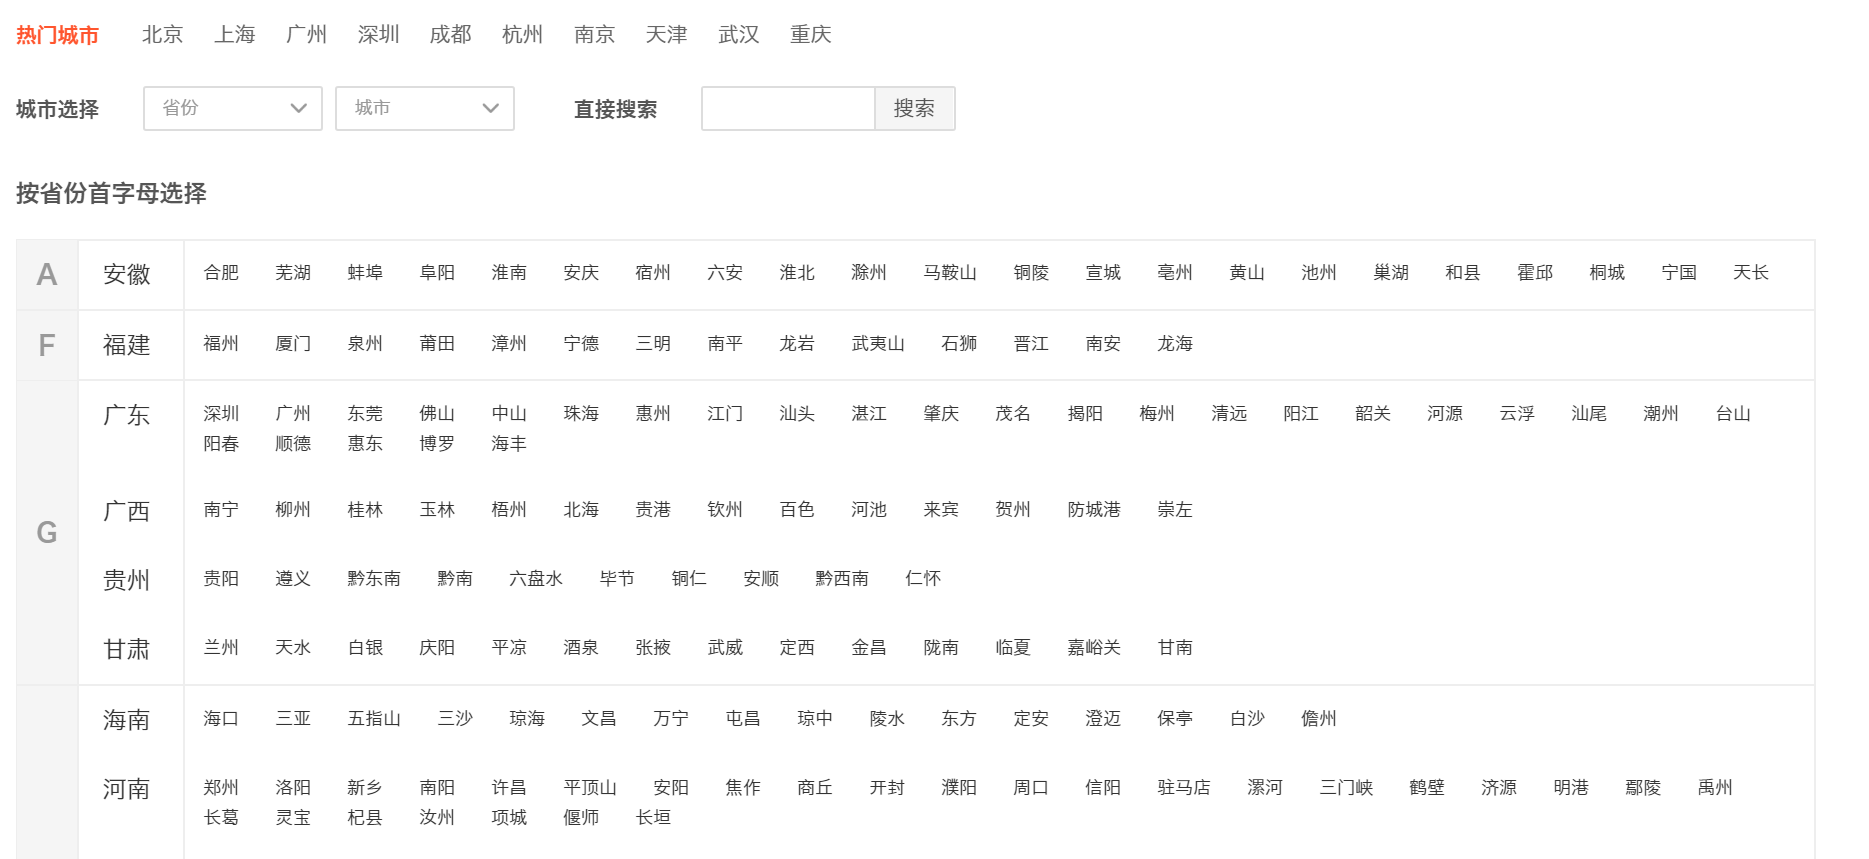 热门城市 北京 上海 广州 深圳 成都 杭州 南京 天津 武汉 重庆
城市选择 省份 城市 直接搜索 搜索
按省份首字母选择
A 安徽 合肥 芜湖 蚌埠 阜阳 淮南 安庆 宿州 六安 淮北 滁州 马鞍山 铜陵 宣城 亳州 黄山 池州 巢湖 和县 霍邱 桐城 宁国 天长
F 福建 福州 厦门 泉州 莆田 漳州 宁德 三明 南平 龙岩 武夷山 石狮 晋江 南安 龙海
广东 深圳 广州 东莞 佛山 中山 珠海 惠州 江门 汕头 湛江 肇庆 茂名 揭阳 梅州 清远 阳江 韶关 河源 云浮 汕尾 潮州 台山
阳春 顺德 惠东 博罗 海丰
广西 南宁 柳州 桂林 玉林 梧州 北海 贵港 钦州 百色 河池 来宾 贺州 防城港 崇左
G
贵州 贵阳 遵义 黔东南 黔南 六盘水 毕节 铜仁 安顺 黔西南 仁怀
甘肃 兰州 天水 白银 庆阳 平凉 酒泉 张掖 武威 定西 金昌 陇南 临夏 嘉峪关 甘南
海南 海口 三亚 五指山 三沙 琼海 文昌 万宁 屯昌 琼中 陵水 东方 定安 澄迈 保亭 白沙 儋州
河南 郑州 洛阳 新乡 南阳 许昌 平顶山 安阳 焦作 商丘 开封 濮阳 周口 信阳 驻马店 漯河 三门峡 鹤壁 济源 明港 鄢陵 禹州
长葛 灵宝 杞县 汝州 项城 偃师 长垣